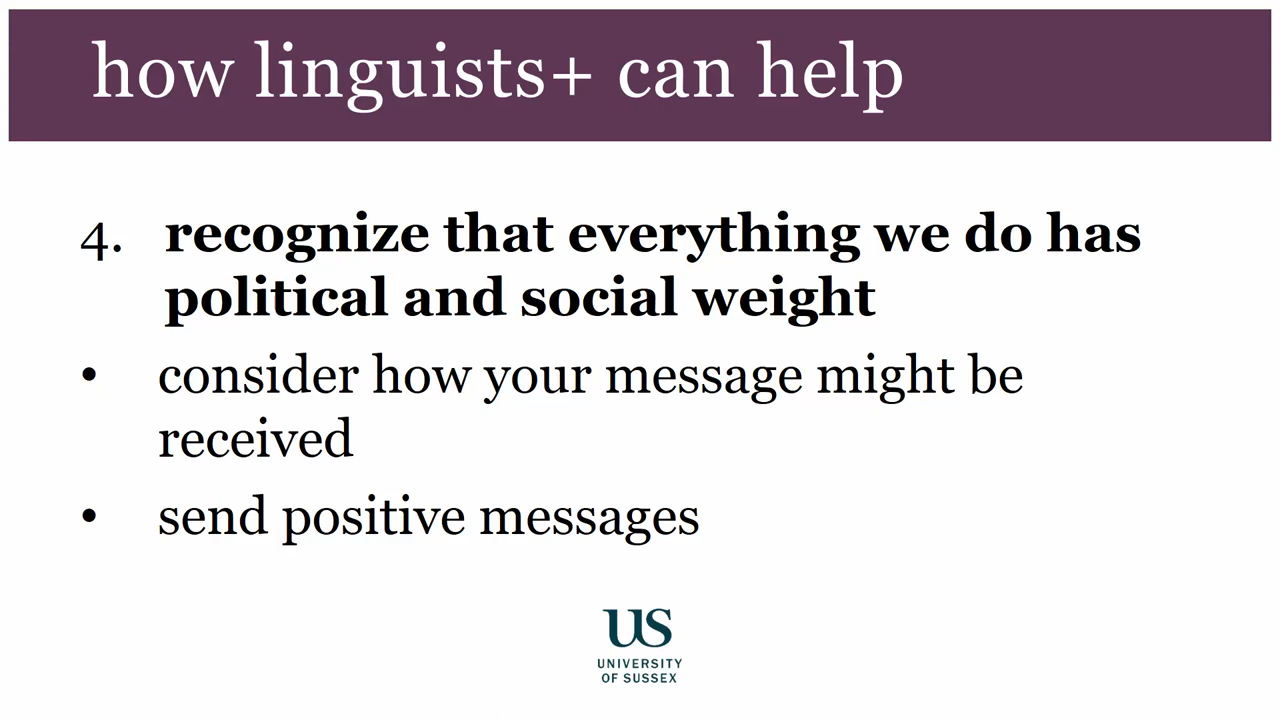 how linguists+ can help
4. recognize that everything we do has
political and social weight
• consider how your message might be
received
• send positive messages
US
UNIVERSITY
OF SUSSEX